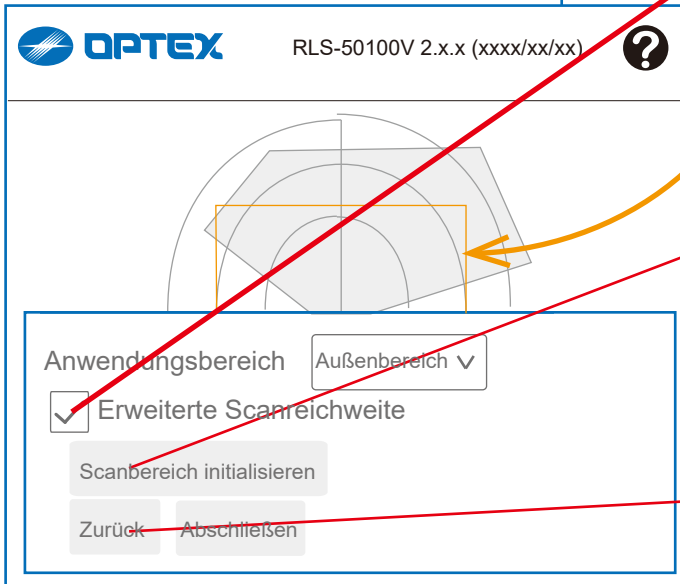 OPTEX
RLS-50100V 2.x.x (xxxx/xx/xx)
?
Anwendungsbereich
Außenbereich
Erweiterte Scanreichweite
Scanbereich initialisieren
Zurück
Abschließen